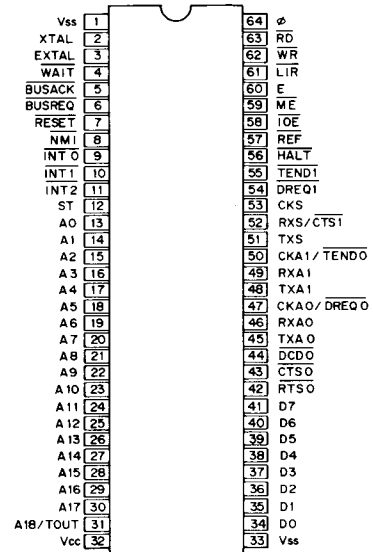 Vss 1
XTAL 2
EXTAL 3
WAIT 4
BUSACK 5
BUSREQ 6
RESET 7
NMI 8
INT 0 9
INT 1 10
INT2 11
ST 12
A0 13
A1 14
A2 15
A3 16
A4 17
A5 18
A6 19
A7 20
A8 21
A9 22
A10 23
A11 24
A12 25
A13 26
A14 27
A15 28
A16 29
A17 30
A18/TOUT 31
Vcc 32
64 ø
63 RD
62 WR
61 LIR
60 E
59 ME
58 IOE
57 REF
56 HALT
55 TEND1
54 DREQ1
53 CKS
52 RXS/CTS1
51 TXS
50 CKA1/TEND0
49 RXA1
48 TXA1
47 CKA0/DREQ0
46 RXA0
45 TXA0
44 DCD0
43 CTS0
42 RTS0
41 D7
40 D6
39 D5
38 D4
37 D3
36 D2
35 D1
34 D0
33 Vss